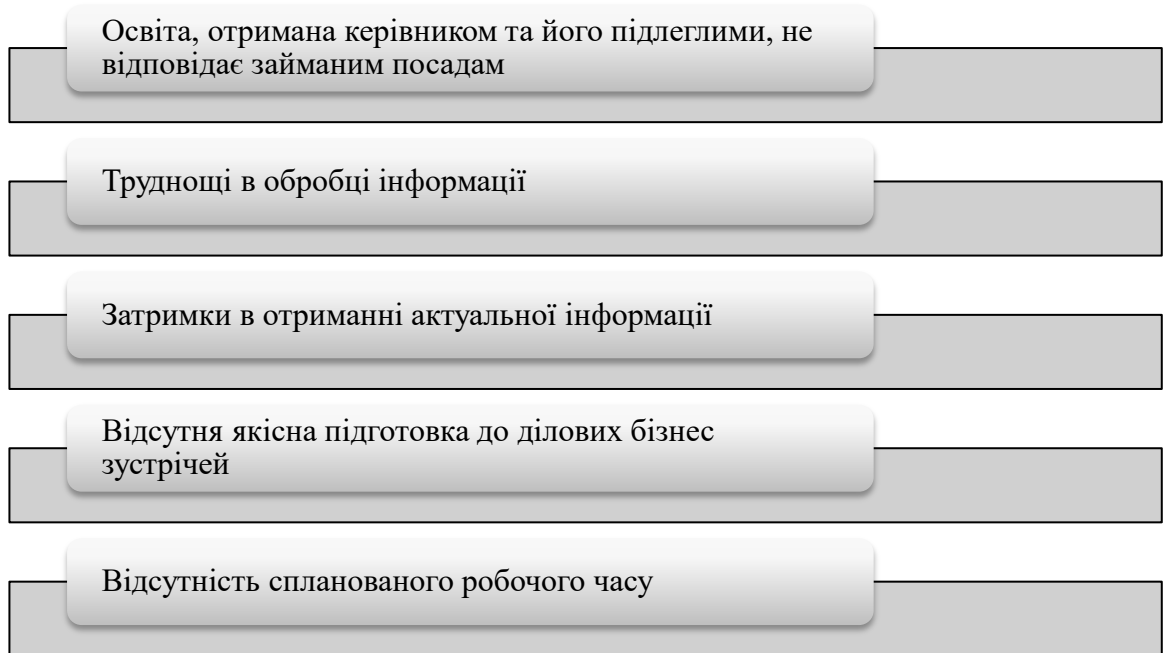 Освіта, отримана керівником та його підлеглими, не
відповідає займаним посадам
Труднощі в обробці інформації
Затримки в отриманні актуальної інформації
Відсутня якісна підготовка до ділових бізнес
зустрічей
Відсутність спланованого робочого часу